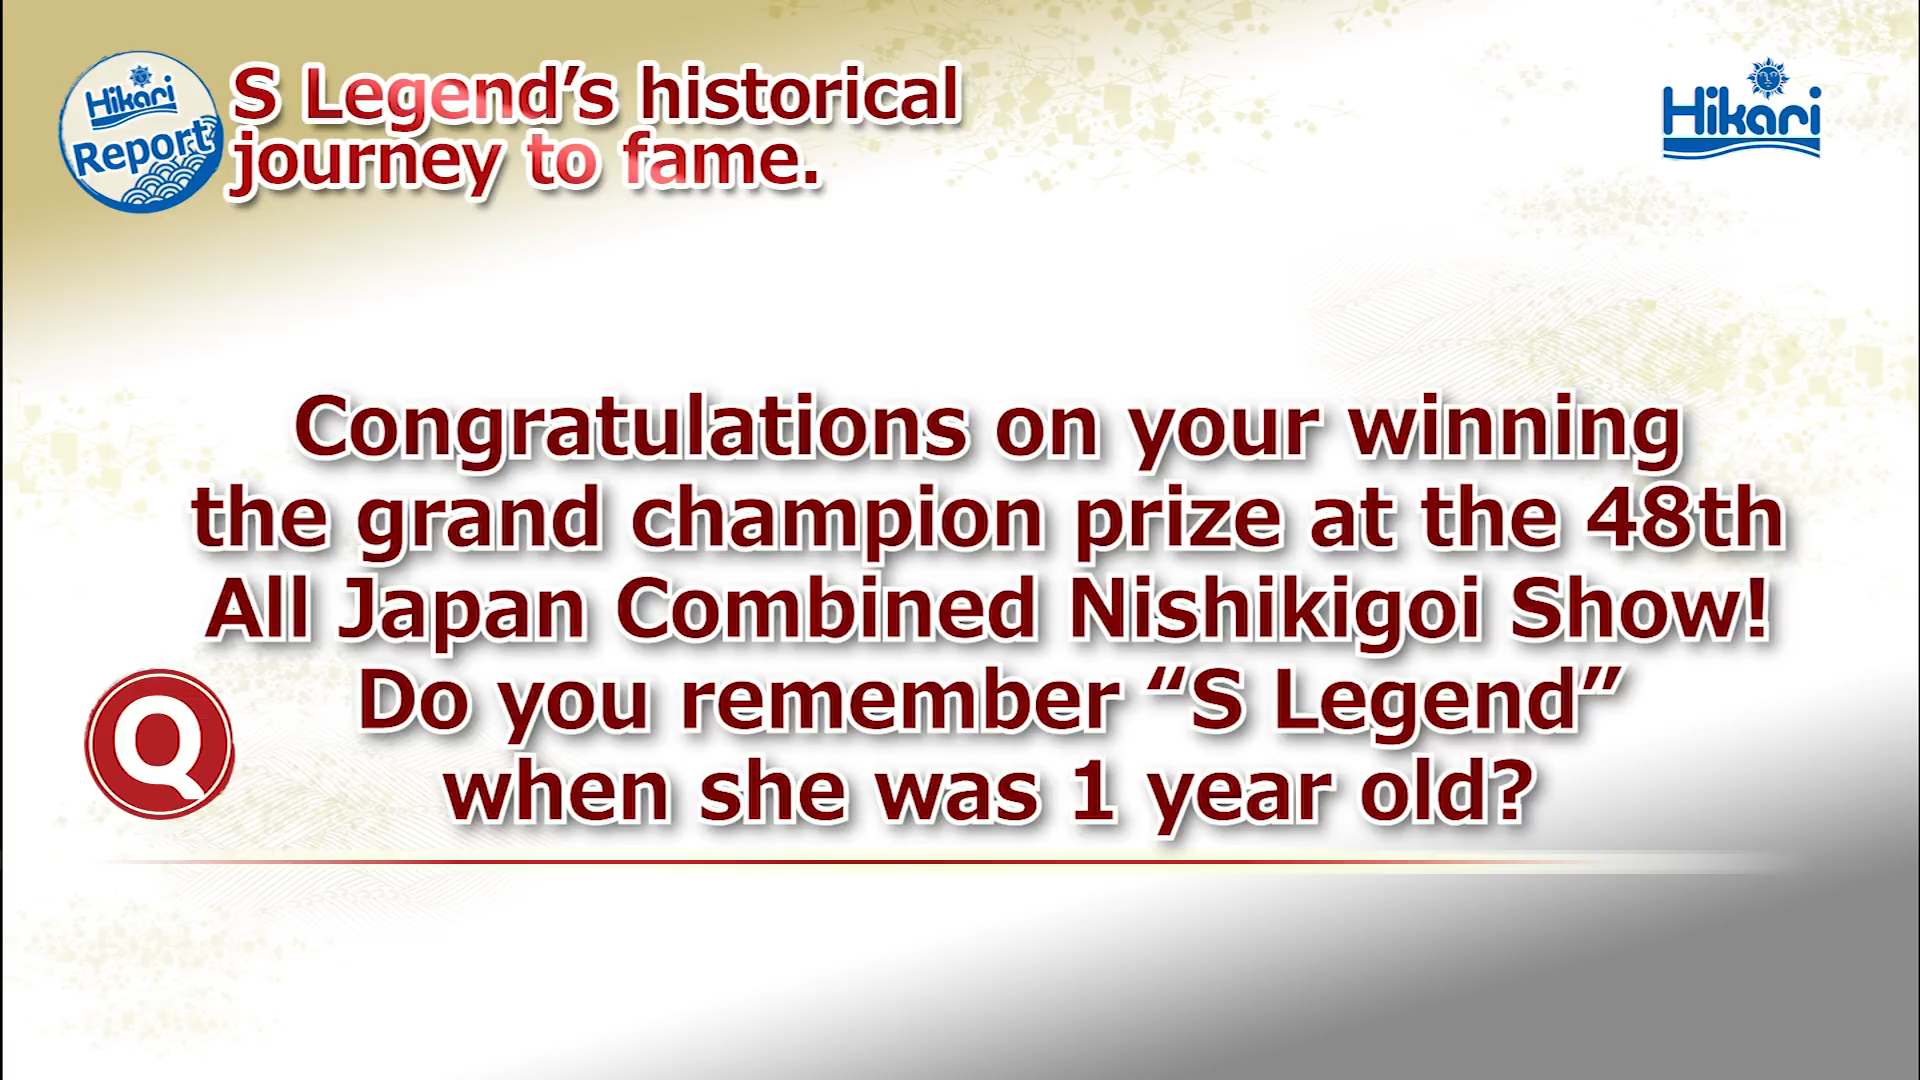 Hikari
Report
S Legend’s historical
journey to fame.
Hikari
Congratulations on your winning
the grand champion prize at the 48th
All Japan Combined Nishikigoi Show!
Q
Do you remember “S Legend”
when she was 1 year old?